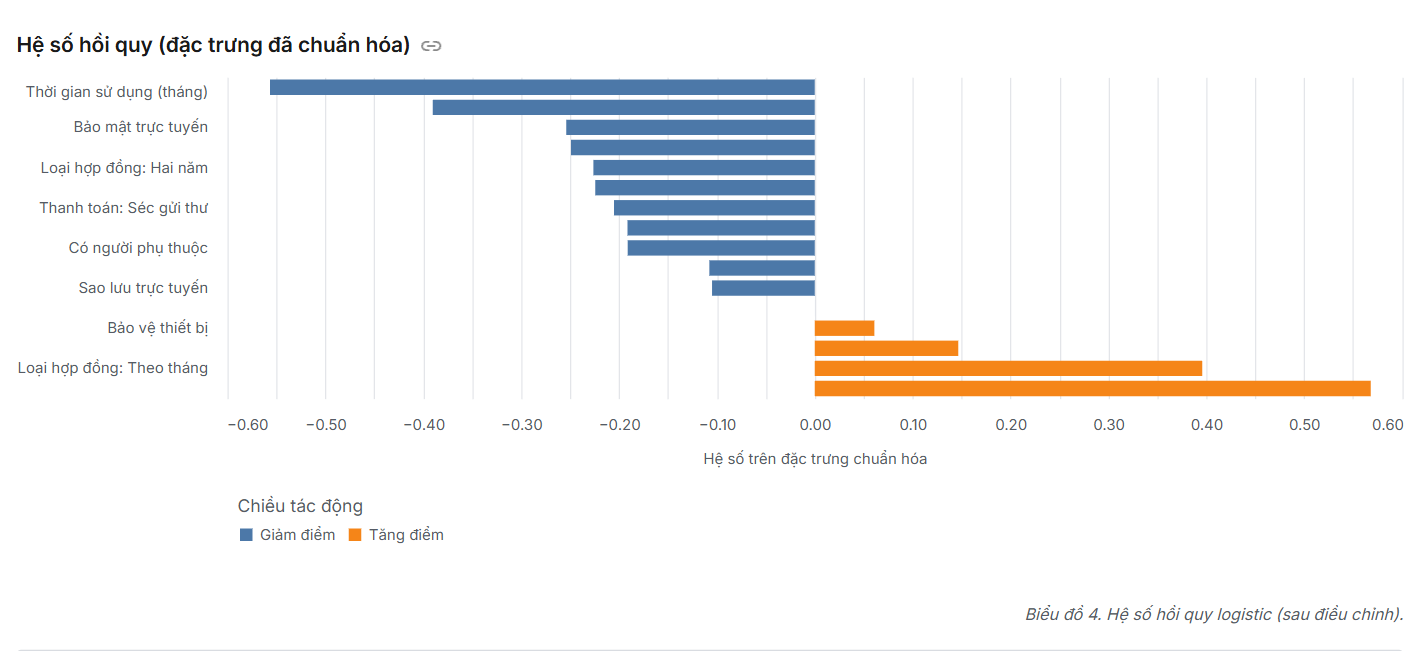 Hệ số hồi quy (đặc trưng đã chuẩn hóa)
Thời gian sử dụng (tháng)
Bảo mật trực tuyến
Loại hợp đồng: Hai năm
Thanh toán: Séc gửi thư
Có người phụ thuộc
Sao lưu trực tuyến
Bảo vệ thiết bị
Loại hợp đồng: Theo tháng
−0.60 −0.50 −0.40 −0.30 −0.20 −0.10 0.00 0.10 0.20 0.30 0.40 0.50 0.60
Hệ số trên đặc trưng chuẩn hóa
Chiều tác động
Giảm điểm Tăng điểm
Biểu đồ 4. Hệ số hồi quy logistic (sau điều chỉnh).